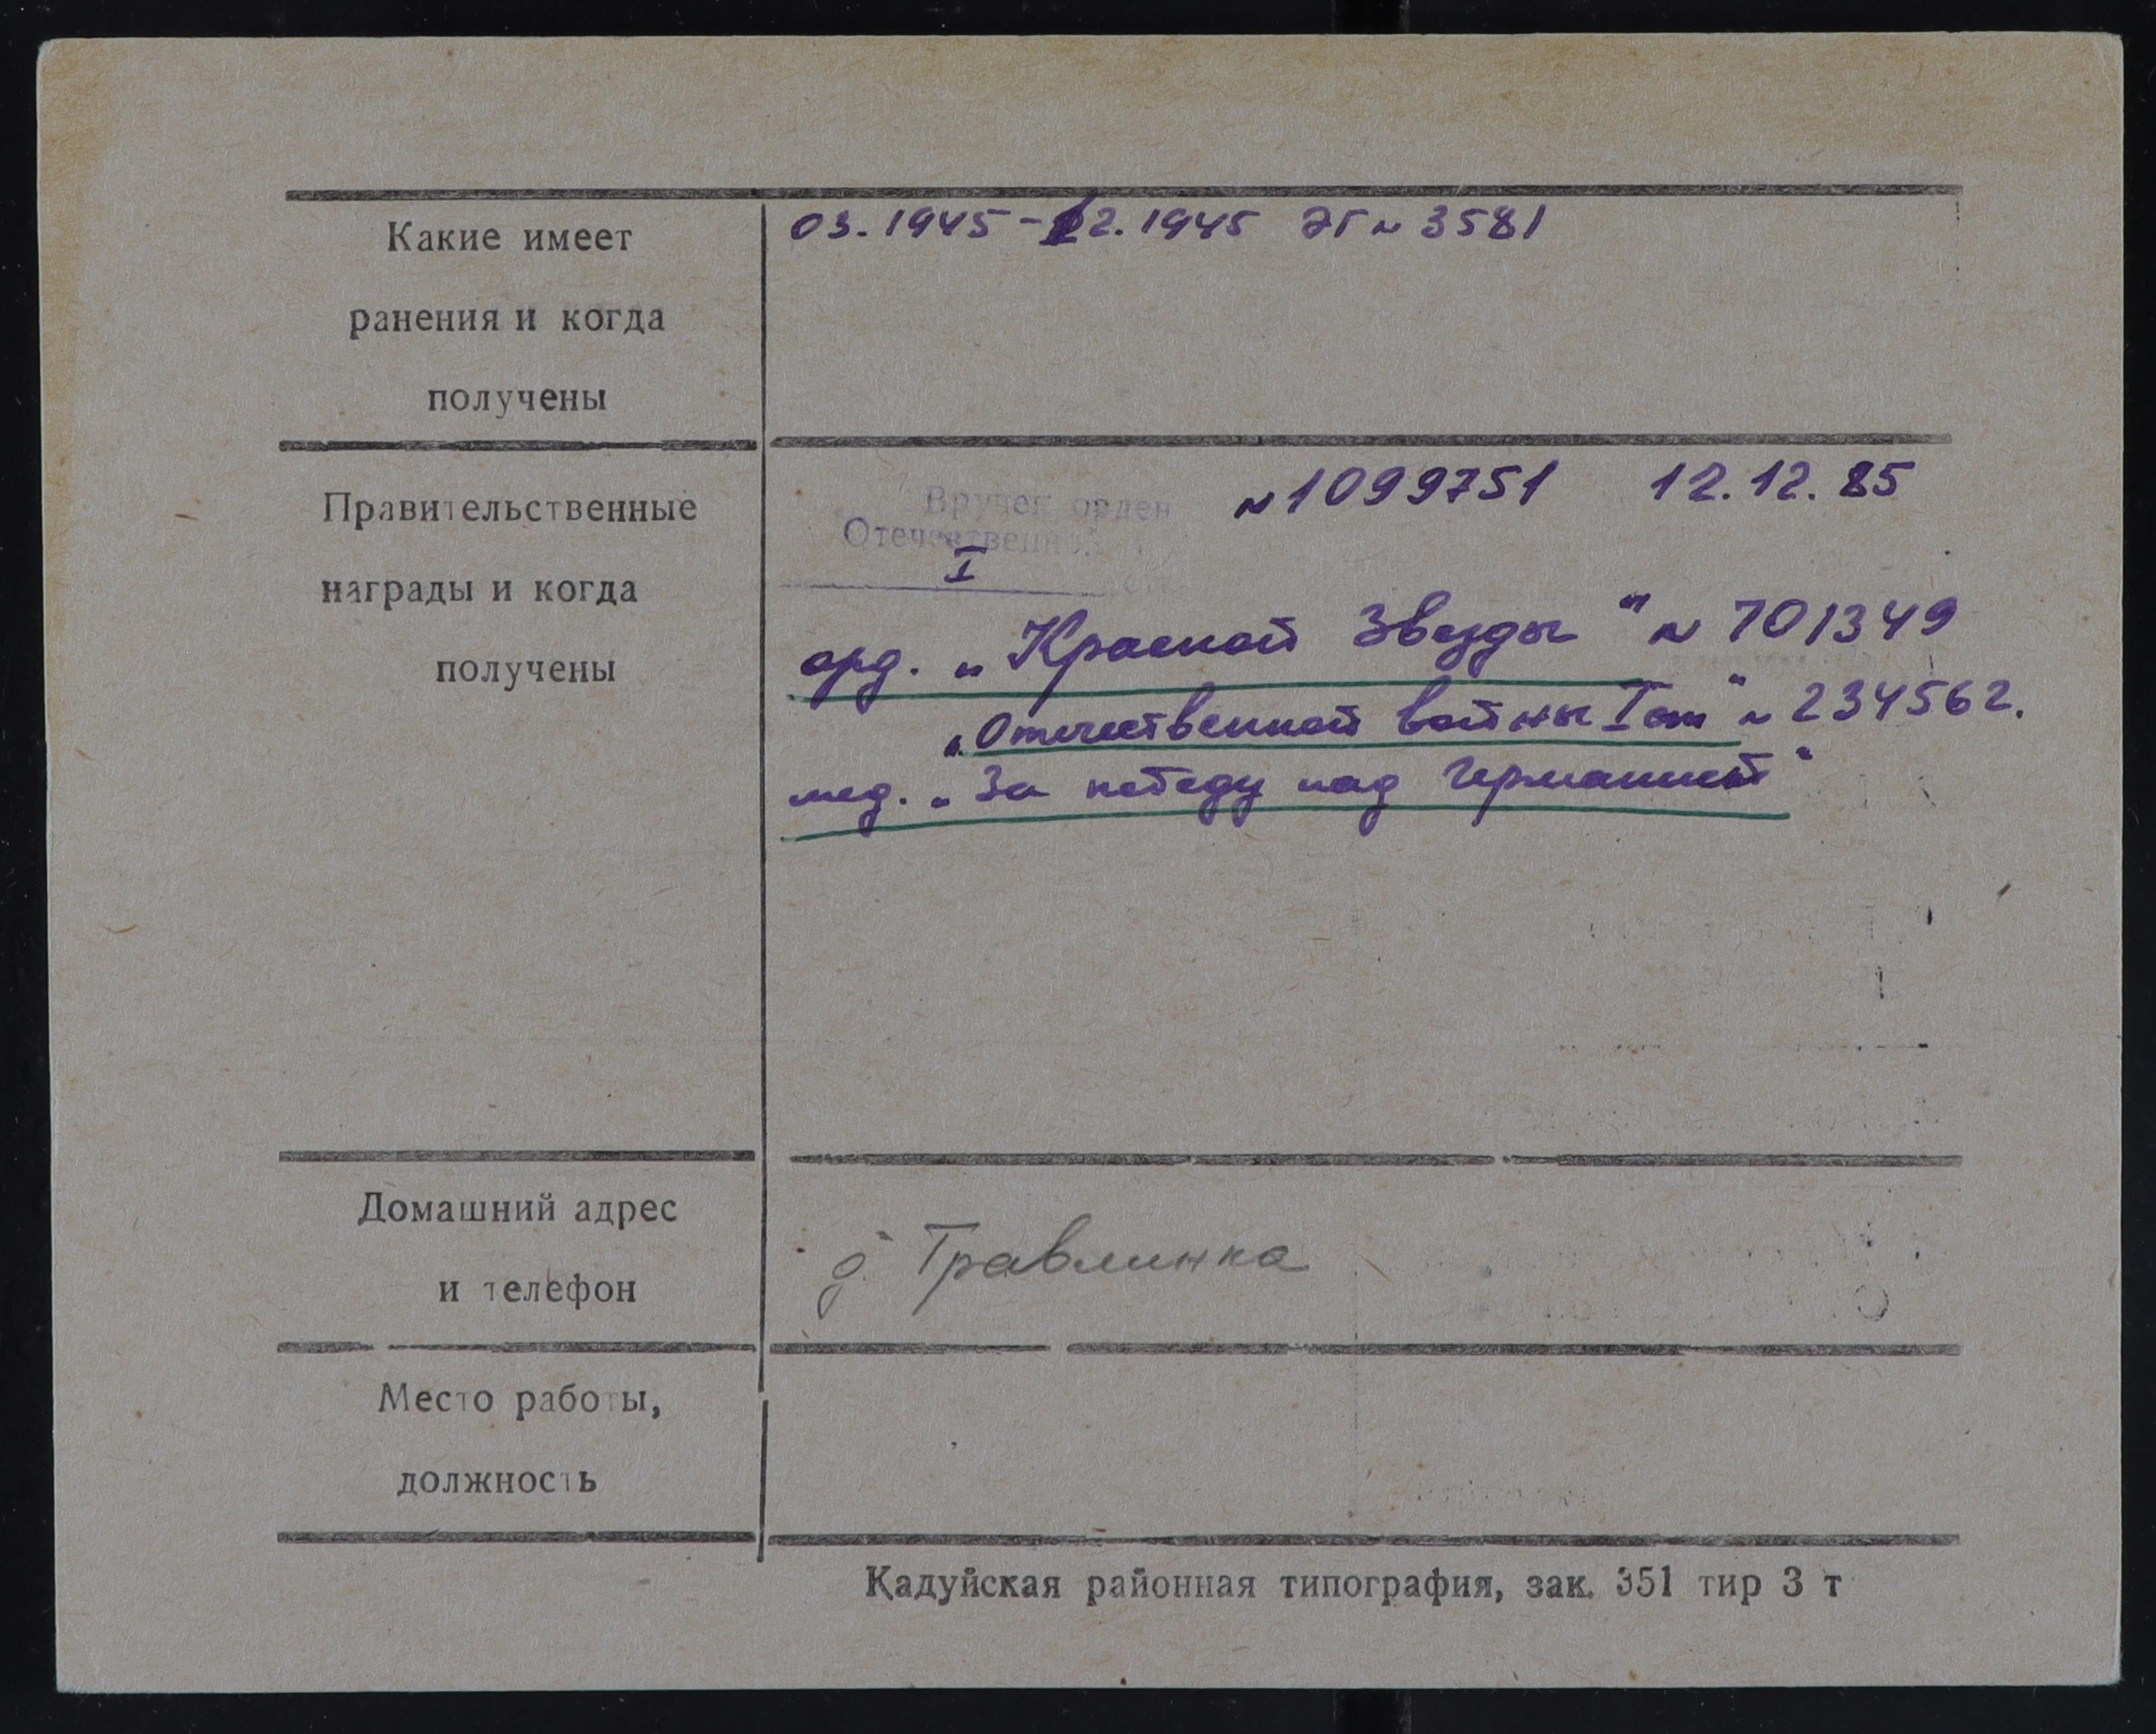 Какие имеет
ранения и когда
получены
03.1945-12.1945 ЭГ № 3581
Правительственные
награды и когда
получены
Вручен орден № 1099751 12.12.85
Отечественной
I
орд. „Красной Звезды" № 701349
„Отечественной войны I ст" № 234562.
мед. „За победу над Германией"
Домашний адрес
и телефон
д. Травлинка
Место работы,
должность
Кадуйская районная типография, зак. 351 тир 3 т